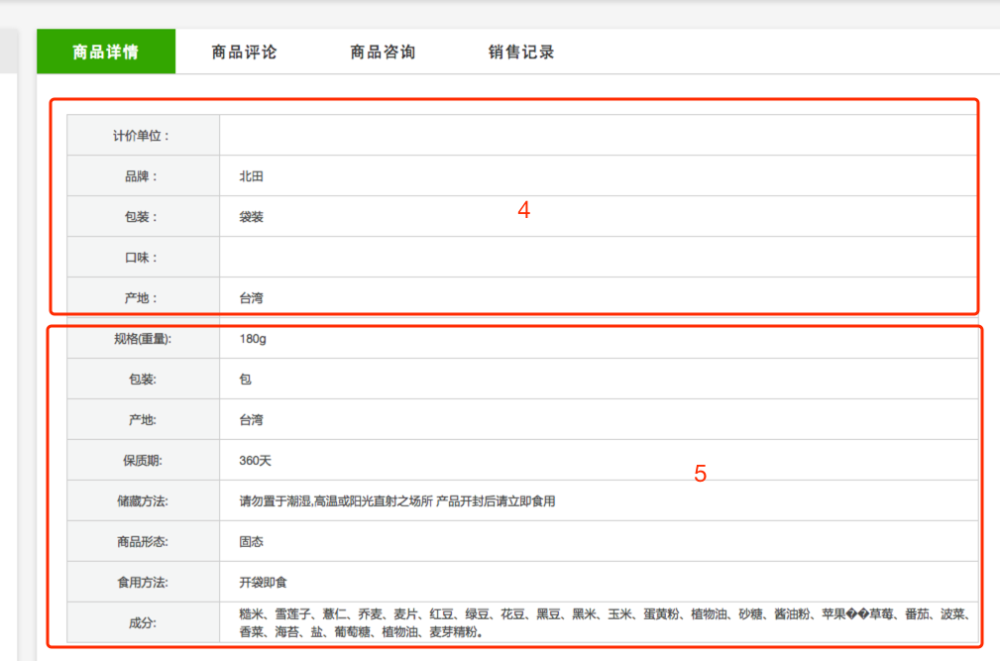 商品详情 商品评论 商品咨询 销售记录
计价单位：
品牌： 北田
包装： 袋装
4
口味：
产地： 台湾
规格(重量): 180g
包装: 包
产地: 台湾
保质期: 360天
5
储藏方法: 请勿置于潮湿,高温或阳光直射之场所 产品开封后请立即食用
商品形态: 固态
食用方法: 开袋即食
成分: 糙米、雪莲子、薏仁、乔麦、麦片、红豆、绿豆、花豆、黑豆、黑米、玉米、蛋黄粉、植物油、砂糖、酱油粉、苹果��草莓、番茄、波菜、
香菜、海苔、盐、葡萄糖、植物油、麦芽精粉。